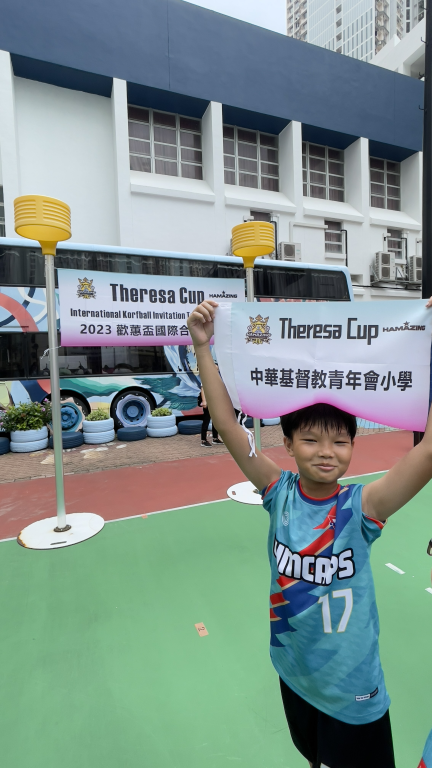 Theresa Cup HAMAZING
International Korfball Invitation
2023 歡蕙盃國際合
Theresa Cup HAMAZING
中華基督教青年會小學
YMCAPS
17